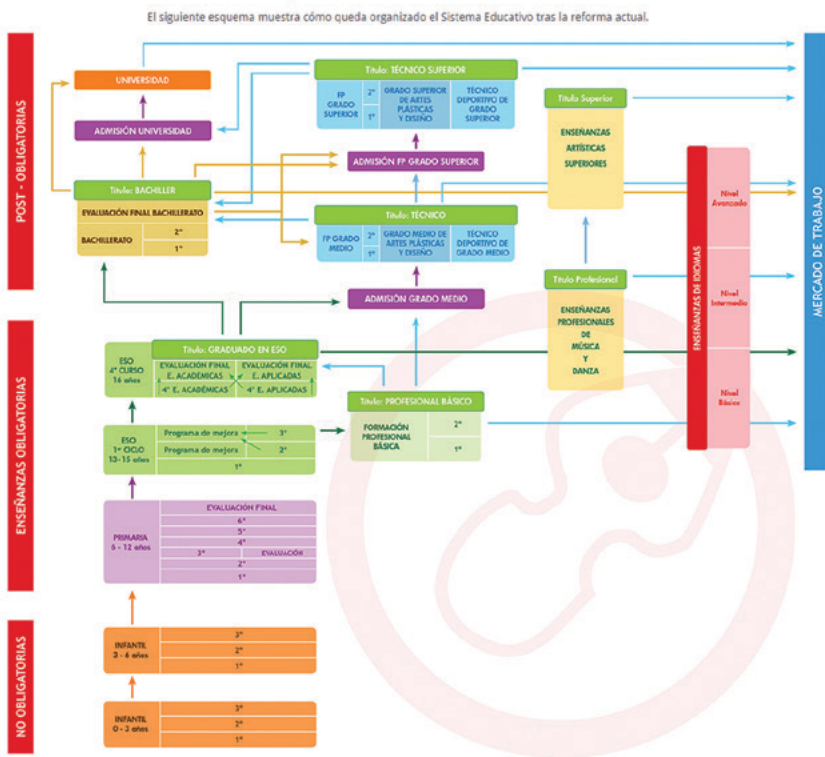 El siguiente esquema muestra cómo queda organizado el Sistema Educativo tras la reforma actual.
POST - OBLIGATORIAS
UNIVERSIDAD
ADMISIÓN UNIVERSIDAD
Título: BACHILLER
EVALUACIÓN FINAL BACHILLERATO
BACHILLERATO
2º
1º
Título: TÉCNICO SUPERIOR
FP
GRADO
SUPERIOR
2º
1º
GRADO SUPERIOR
DE ARTES
PLÁSTICAS
Y DISEÑO
TÉCNICO
DEPORTIVO DE
GRADO
SUPERIOR
ADMISIÓN FP GRADO SUPERIOR
Título: TÉCNICO
FP GRADO
MEDIO
2º
1º
GRADO MEDIO DE
ARTES PLÁSTICAS
Y DISEÑO
TÉCNICO
DEPORTIVO DE
GRADO MEDIO
ADMISIÓN GRADO MEDIO
Título Superior
ENSEÑANZAS
ARTÍSTICAS
SUPERIORES
Título Profesional
ENSEÑANZAS
PROFESIONALES
DE
MÚSICA
Y
DANZA
ENSEÑANZAS DE IDIOMAS
Nivel
Avanzado
Nivel
Intermedio
Nivel
Básico
MERCADO DE TRABAJO
ENSEÑANZAS OBLIGATORIAS
ESO
4º CURSO
16 años
Título: GRADUADO EN ESO
EVALUACIÓN FINAL
E. ACADÉMICAS
EVALUACIÓN FINAL
E. APLICADAS
4º E. ACADÉMICAS
4º E. APLICADAS
ESO
1er CICLO
13-15 años
Programa de mejora
3º
Programa de mejora
2º
1º
Título: PROFESIONAL BÁSICO
FORMACIÓN
PROFESIONAL
BÁSICA
2º
1º
PRIMARIA
6 - 12 años
EVALUACIÓN FINAL
6º
5º
4º
3º
EVALUACIÓN
2º
1º
NO OBLIGATORIAS
INFANTIL
3 - 6 años
3º
2º
1º
INFANTIL
0 - 3 años
3º
2º
1º